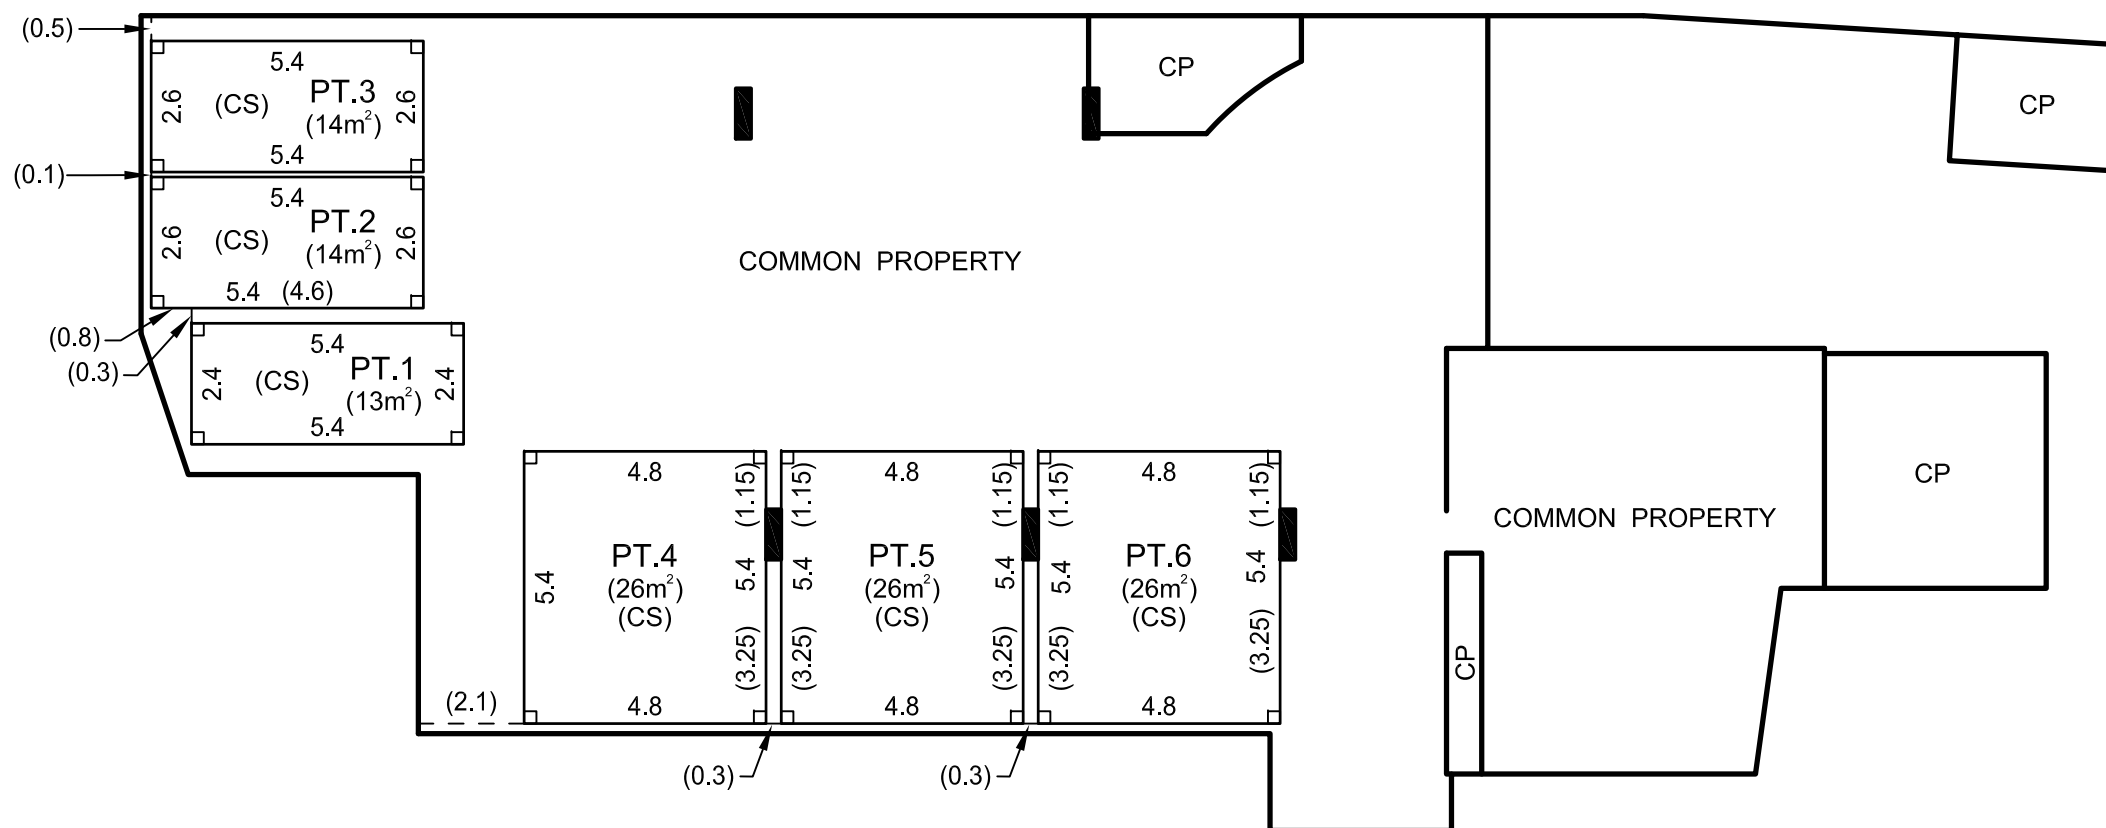 (0.5)
5.4
2.6
(CS)
PT.3
(14m²)
2.6
5.4
CP
CP
(0.1)
5.4
2.6
(CS)
PT.2
(14m²)
2.6
5.4 (4.6)
COMMON PROPERTY
(0.8)
(0.3)
5.4
2.4
(CS)
PT.1
(13m²)
2.4
5.4
4.8
(1.15)
5.4
PT.4
(26m²)
(CS)
5.4
(3.25)
(2.1)
4.8
(0.3)
4.8
(1.15)
(1.15)
5.4
PT.5
(26m²)
(CS)
5.4
(3.25)
(3.25)
4.8
(0.3)
4.8
(1.15)
(1.15)
5.4
PT.6
(26m²)
(CS)
5.4
(3.25)
(3.25)
4.8
COMMON PROPERTY
CP
CP